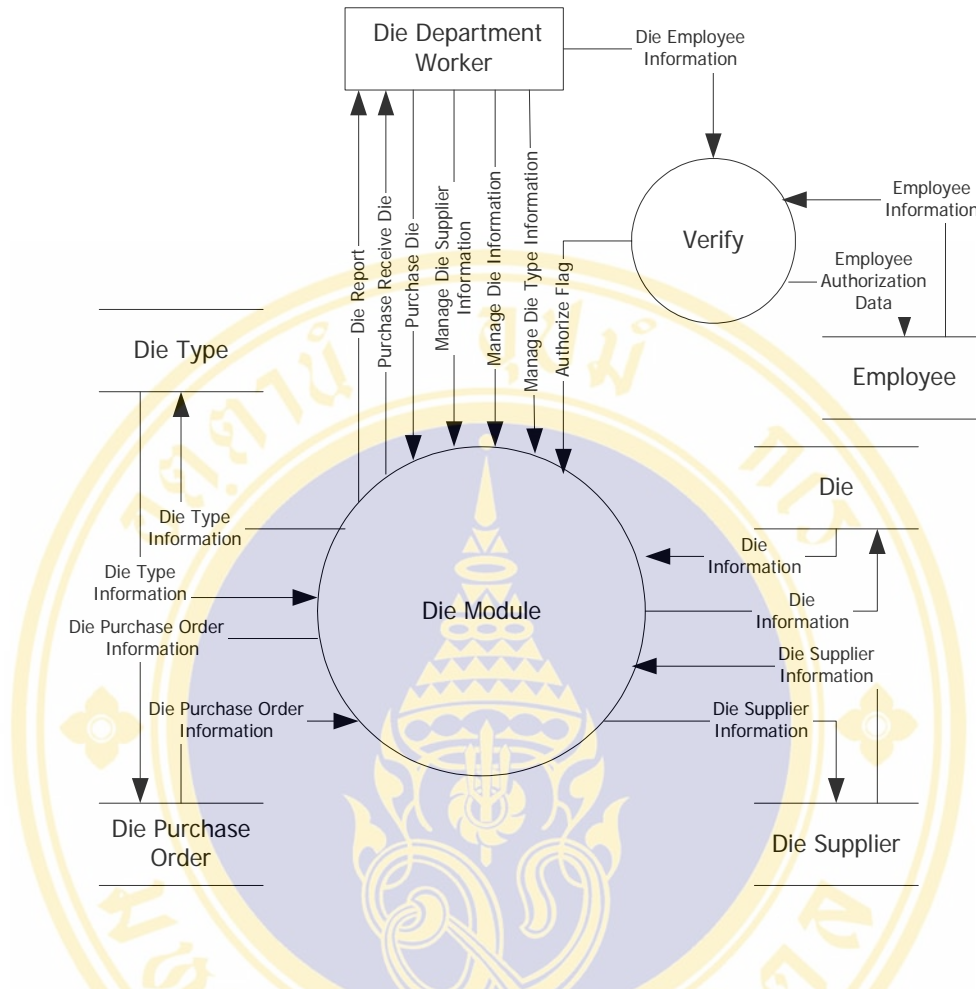 Die Department
Worker
Die Employee
Information
Verify
Employee
Information
Employee
Authorization
Data
Employee
Die Report
Purchase Receive Die
Purchase Die
Manage Die Supplier
Information
Manage Die Information
Manage Die Type Information
Authorize Flag
Die Type
Die
Die Type
Information
Die
Information
Die Type
Information
Die Module
Die
Information
Die Purchase Order
Information
Die Supplier
Information
Die Purchase Order
Information
Die Supplier
Information
Die Purchase
Order
Die Supplier